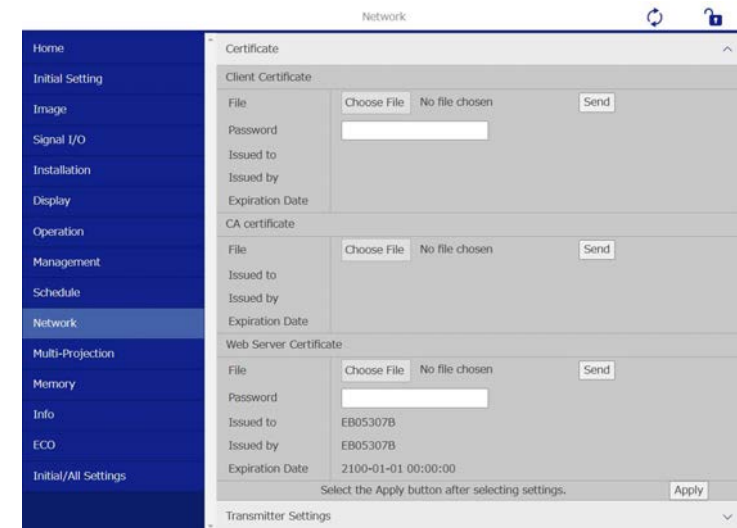 Network
Home
Initial Setting
Image
Signal I/O
Installation
Display
Operation
Management
Schedule
Network
Multi-Projection
Memory
Info
ECO
Initial/All Settings
Certificate
Client Certificate
File Choose File No file chosen Send
Password
Issued to
Issued by
Expiration Date
CA certificate
File Choose File No file chosen Send
Issued to
Issued by
Expiration Date
Web Server Certificate
File Choose File No file chosen Send
Password
Issued to EB05307B
Issued by EB05307B
Expiration Date 2100-01-01 00:00:00
Select the Apply button after selecting settings. Apply
Transmitter Settings